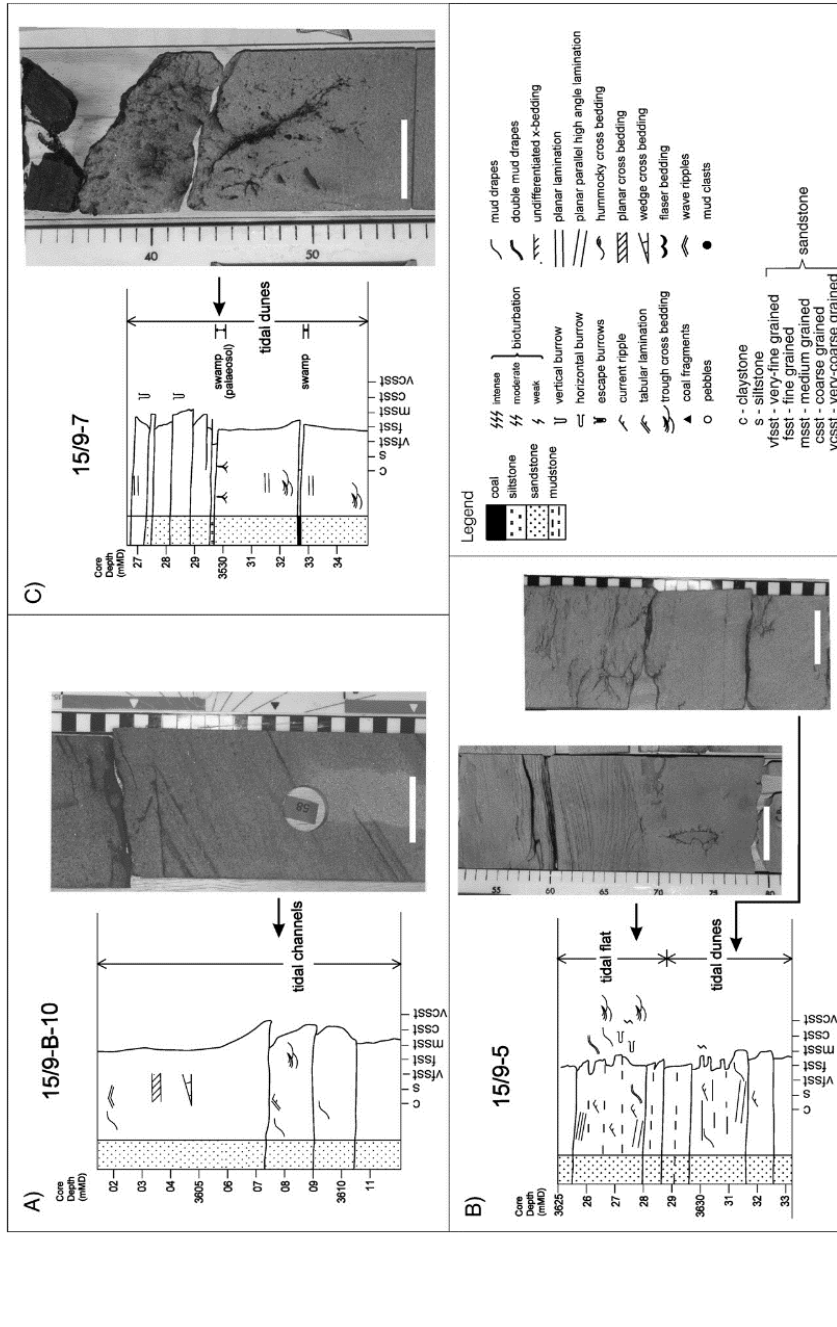 A)
15/9-B-10
Core
Depth
(mMD)
02
03
04
3605
06
07
08
09
3610
11
c
s
vfsst
fsst
msst
csst
vcsst
tidal channels
58
B)
15/9-5
Core
Depth
(mMD)
3625
26
27
28
29
3630
31
32
33
c
s
vfsst
fsst
msst
csst
vcsst
tidal flat
tidal dunes
55
60
65
70
75
80
C)
15/9-7
Core
Depth
(mMD)
27
28
29
3530
31
32
33
34
c
s
vfsst
fsst
msst
csst
vcsst
swamp
(palaeosol)
swamp
tidal dunes
40
50
Legend
coal
siltstone
sandstone
mudstone
intense
moderate
weak
bioturbation
vertical burrow
horizontal burrow
escape burrows
current ripple
tabular lamination
trough cross bedding
coal fragments
pebbles
mud drapes
double mud drapes
undifferentiated x-bedding
planar lamination
planar parallel high angle lamination
hummocky cross bedding
planar cross bedding
wedge cross bedding
flaser bedding
wave ripples
mud clasts
c - claystone
s - siltstone
vfsst - very-fine grained
fsst - fine grained
msst - medium grained
csst - coarse grained
vcsst - very-coarse grained
sandstone